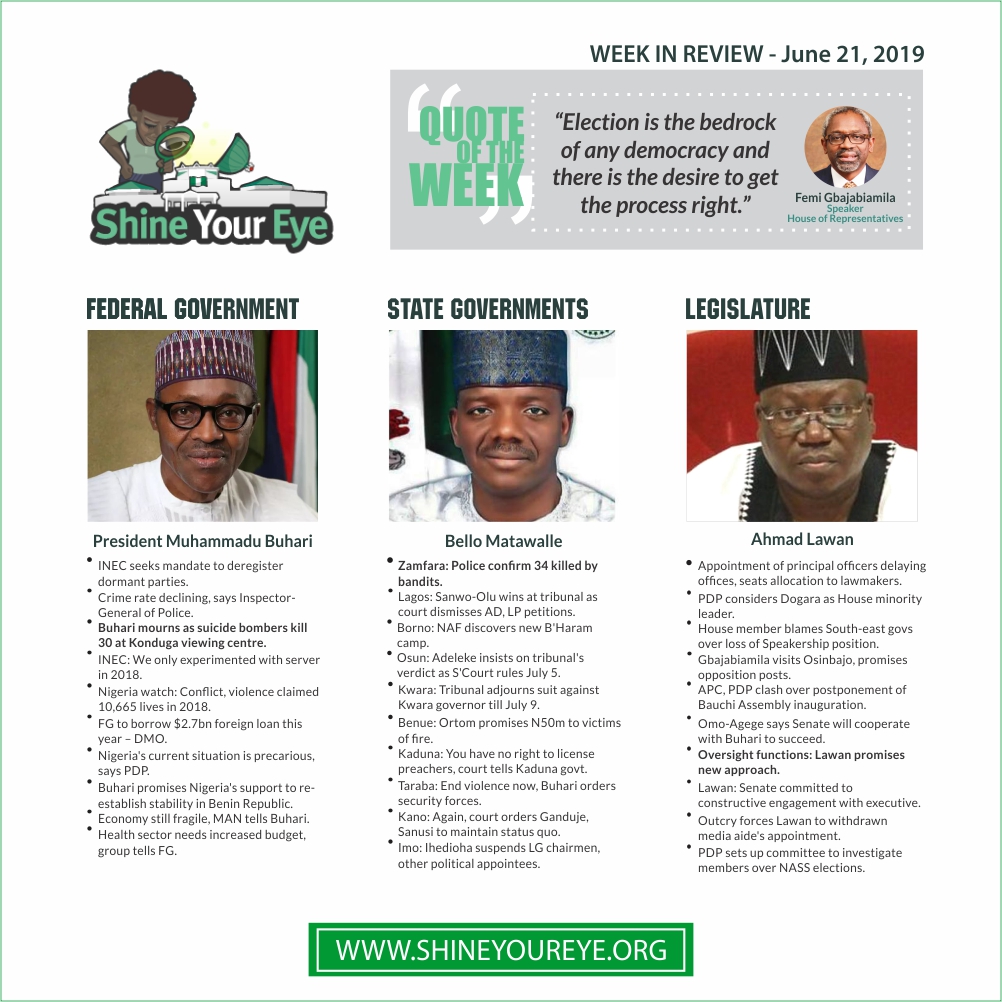 WEEK IN REVIEW - June 21, 2019
Shine Your Eye
QUOTE
OF THE
WEEK
“Election is the bedrock
of any democracy and
there is the desire to get
the process right.”
Femi Gbajabiamila
Speaker
House of Representatives
FEDERAL GOVERNMENT
President Muhammadu Buhari
• INEC seeks mandate to deregister
dormant parties.
• Crime rate declining, says Inspector-
General of Police.
• Buhari mourns as suicide bombers kill
30 at Konduga viewing centre.
• INEC: We only experimented with server
in 2018.
• Nigeria watch: Conflict, violence claimed
10,665 lives in 2018.
• FG to borrow $2.7bn foreign loan this
year – DMO.
• Nigeria's current situation is precarious,
says PDP.
• Buhari promises Nigeria's support to re-
establish stability in Benin Republic.
• Economy still fragile, MAN tells Buhari.
• Health sector needs increased budget,
group tells FG.
STATE GOVERNMENTS
Bello Matawalle
• Zamfara: Police confirm 34 killed by
bandits.
• Lagos: Sanwo-Olu wins at tribunal as
court dismisses AD, LP petitions.
• Borno: NAF discovers new B'Haram
camp.
• Osun: Adeleke insists on tribunal's
verdict as S'Court rules July 5.
• Kwara: Tribunal adjourns suit against
Kwara governor till July 9.
• Benue: Ortom promises N50m to victims
of fire.
• Kaduna: You have no right to license
preachers, court tells Kaduna govt.
• Taraba: End violence now, Buhari orders
security forces.
• Kano: Again, court orders Ganduje,
Sanusi to maintain status quo.
• Imo: Ihedioha suspends LG chairmen,
other political appointees.
LEGISLATURE
Ahmad Lawan
• Appointment of principal officers delaying
offices, seats allocation to lawmakers.
• PDP considers Dogara as House minority
leader.
• House member blames South-east govs
over loss of Speakership position.
• Gbajabiamila visits Osinbajo, promises
opposition posts.
• APC, PDP clash over postponement of
Bauchi Assembly inauguration.
• Omo-Agege says Senate will cooperate
with Buhari to succeed.
• Oversight functions: Lawan promises
new approach.
• Lawan: Senate committed to
constructive engagement with executive.
• Outcry forces Lawan to withdrawn
media aide's appointment.
• PDP sets up committee to investigate
members over NASS elections.
WWW.SHINEYOUREYE.ORG